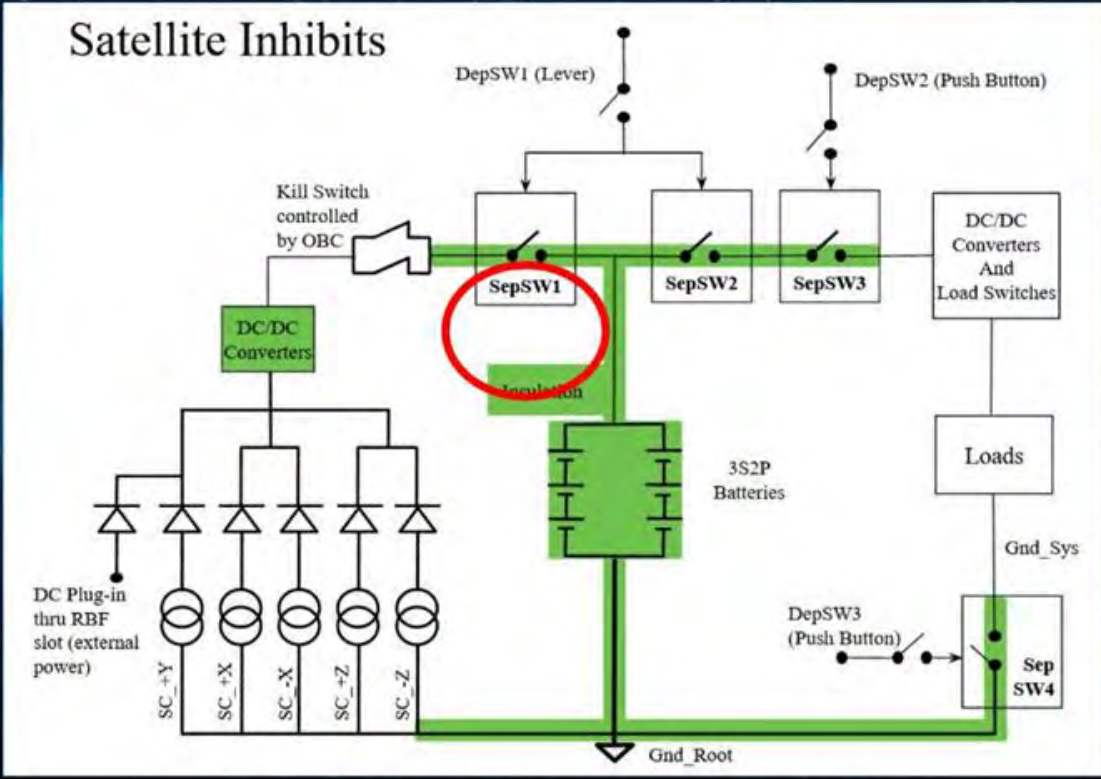 Satellite Inhibits
DepSW1 (Lever)
DepSW2 (Push Button)
Kill Switch
controlled
by OBC
SepSW1
SepSW2
SepSW3
DC/DC
Converters
And
Load Switches
DC/DC
Converters
Insulation
3S2P
Batteries
Loads
Gnd_Sys
DC Plug-in
thru RBF
slot (external
power)
SC_+Y
SC_+X
SC_-X
SC_+Z
SC_-Z
DepSW3
(Push Button)
Sep
SW4
Gnd_Root